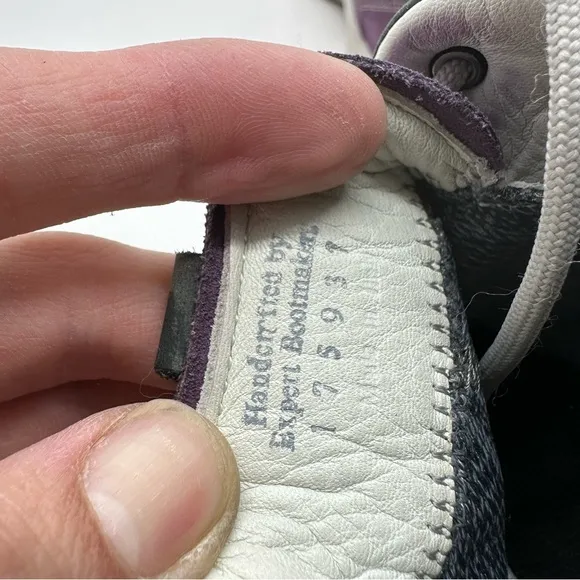 Handcrafted by
Expert Bootmakers
1 7 5 9 3 1